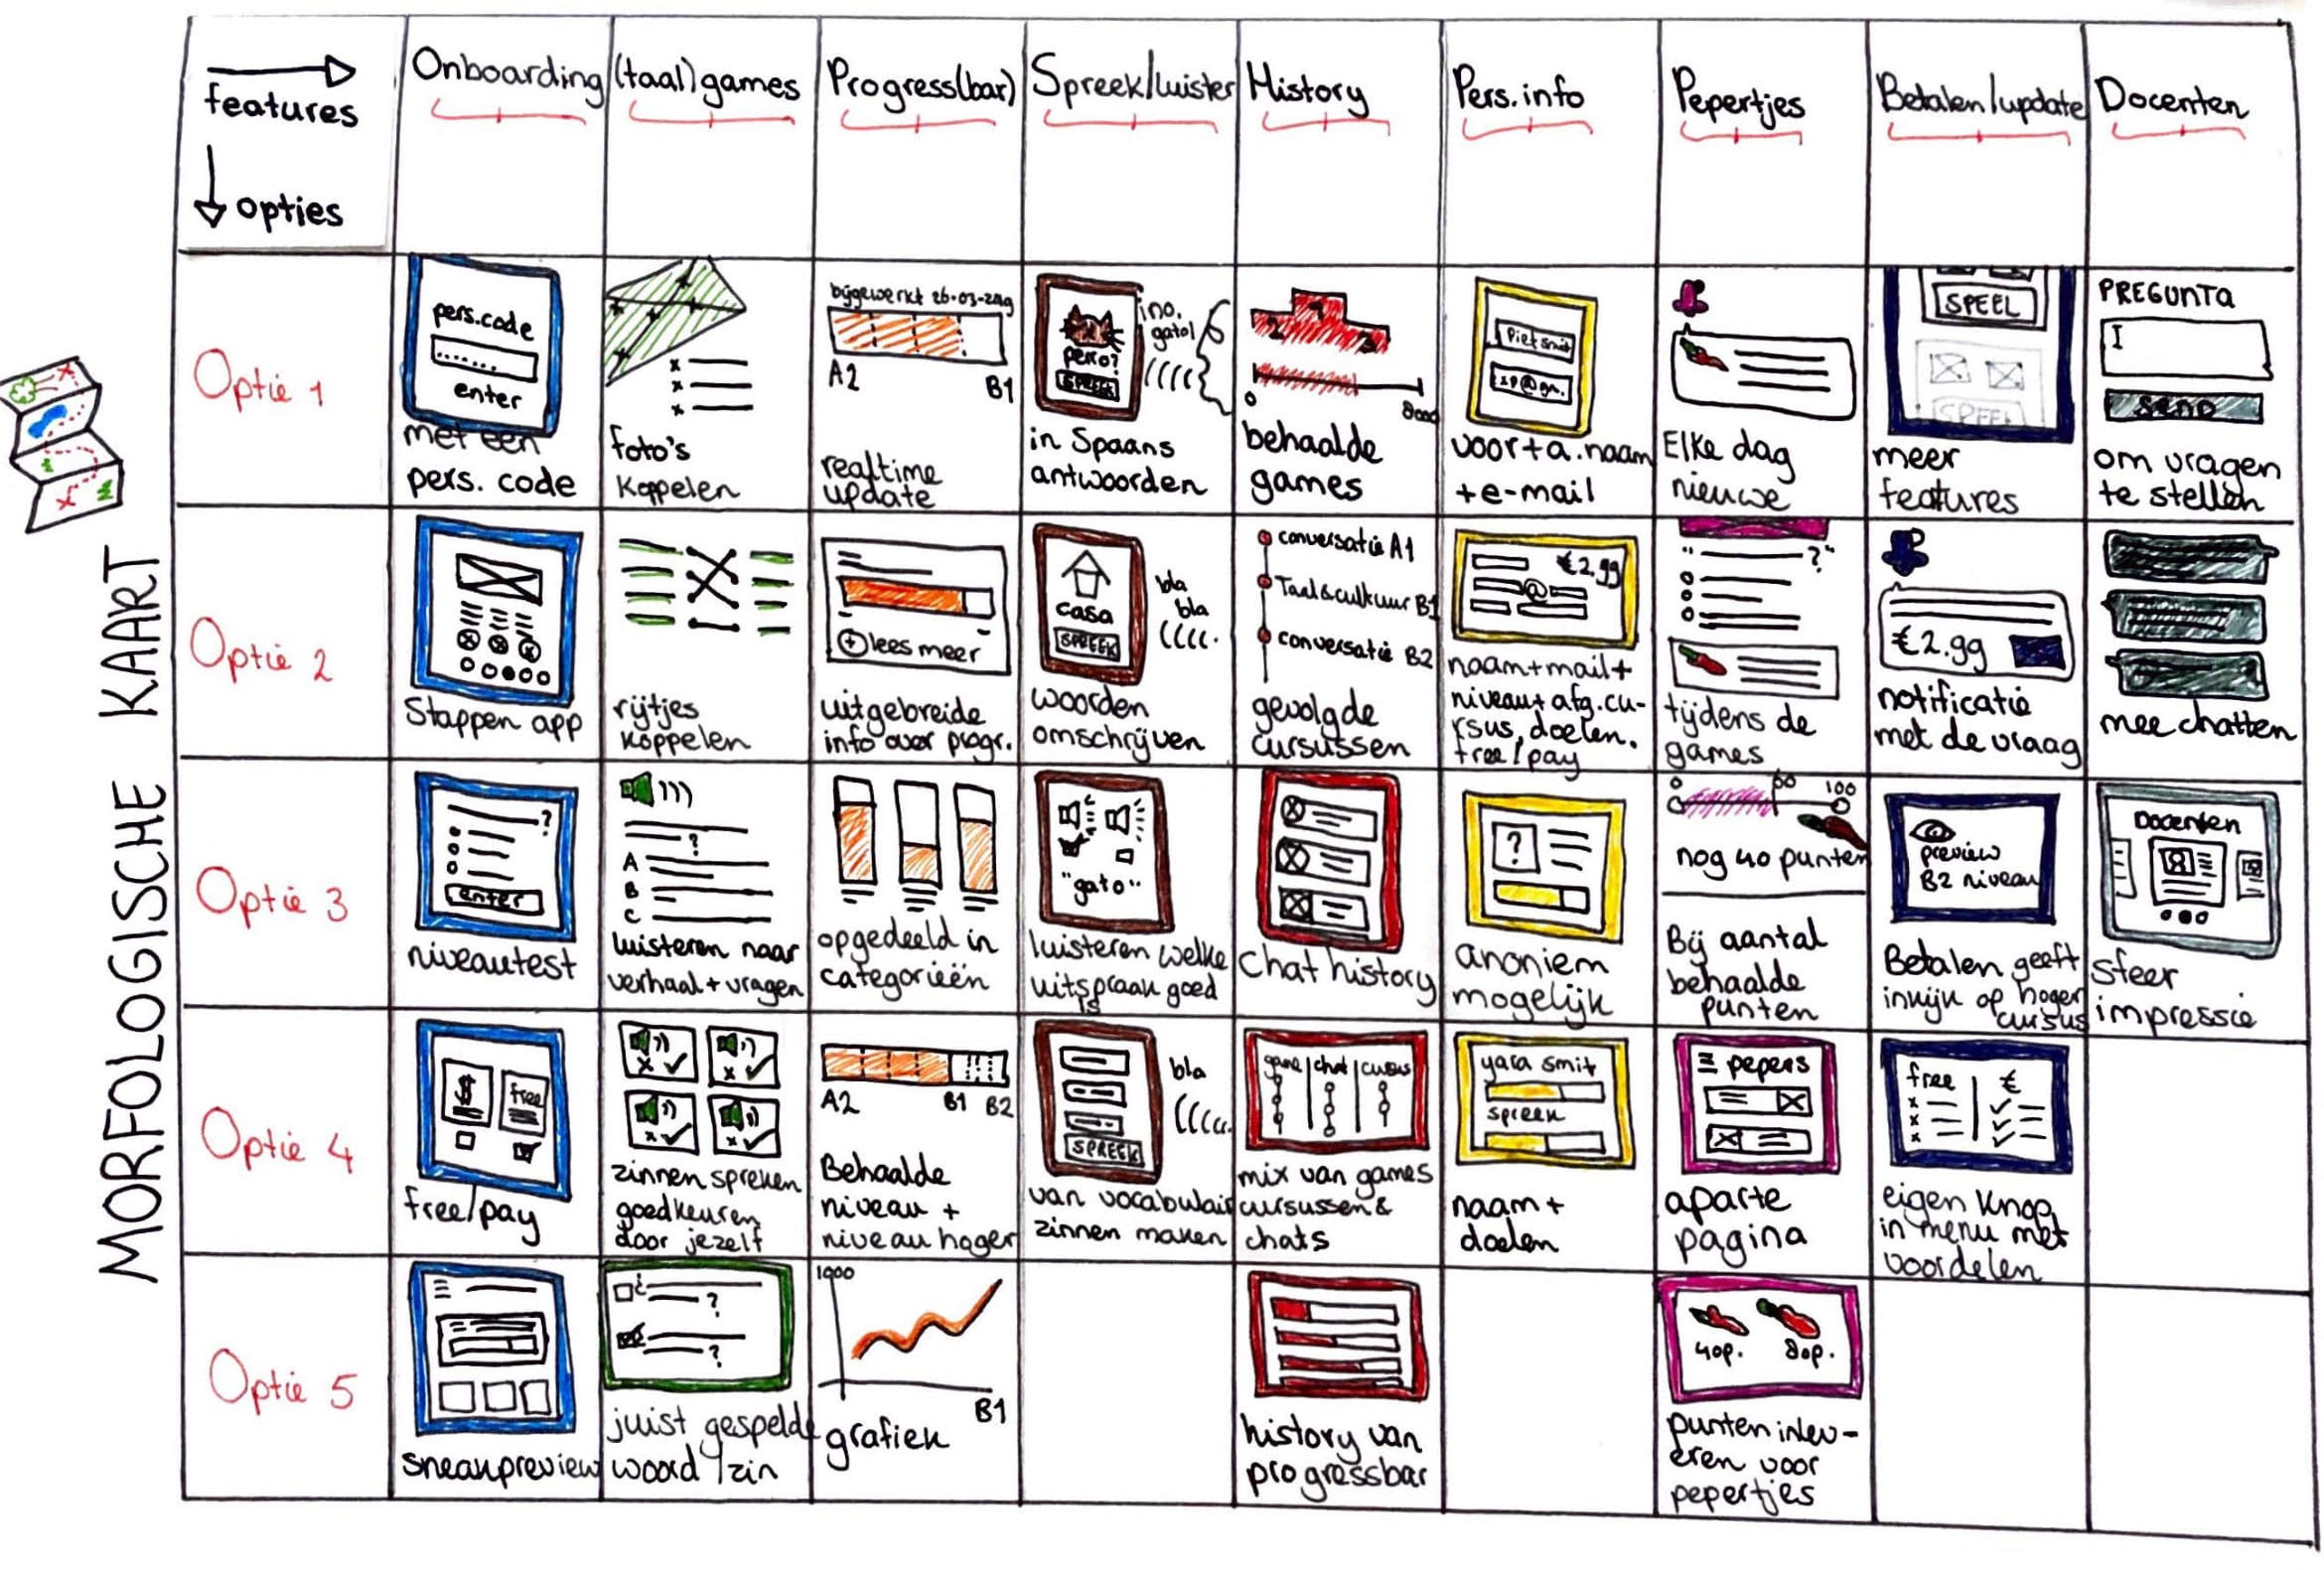 MORFOLOGISCHE KAART
features
opties
Onboarding
(taal)games
Progress(bar)
Spreek/luister
History
Pers. info
Pepertjes
Betalen/update
Docenten
Optie 1
pers.code
enter
met een
pers. code
foto's
koppelen
bijgewerkt
A2
B1
realtime
update
¡no,
gato!
perro?
SPREEK
in Spaans
antwoorden
1
2
3
0
behaalde
games
Piet Smit
voor+a.naam
+e-mail
Elke dag
nieuwe
SPEEL
SPEEL
meer
features
PREGUNTA
I
SEND
om vragen
te stellen
Optie 2
Stappen app
rijtjes
koppelen
lees meer
uitgebreide
info over progr.
casa
SPREEK
bla
bla
woorden
omschrijven
conversatie A1
Taal&cultuur B1
conversatie B2
gevolgde
cursussen
€2.99
@
naam+mail+
niveau+afg.cu-
rsus, doelen.
free/pay
" ?"
tijdens de
games
€2.99
notificatie
met de vraag
mee chatten
Optie 3
?
enter
niveautest
?
A
B
C
luisteren naar
verhaal+vragen
opgedeeld in
categorieën
"gato"
luisteren welke
uitspraak goed
is
chat history
?
anoniem
mogelijk
0 60 100
nog 40 punten
Bij aantal
behaalde
punten
preview
B2 niveau
Betalen geeft
inkijk op hoger
cursus
Docenten
sfeer
impressie
Optie 4
$
free
free/pay
zinnen spreken
goedkeuren
door jezelf
A2 B1 B2
Behaalde
niveau +
niveau hoger
SPREEK
bla
van vocabulair
zinnen maken
game chat cursus
mix van games
cursussen&
chats
yara smit
spreek
naam+
doelen
pepers
aparte
pagina
free €
eigen knop
in menu met
voordelen
Optie 5
sneakpreview
¿ ?
?
juist gespelde
woord/zin
1000
B1
grafiek
history van
progressbar
40p. 80p.
punten inlev-
eren voor
pepertjes